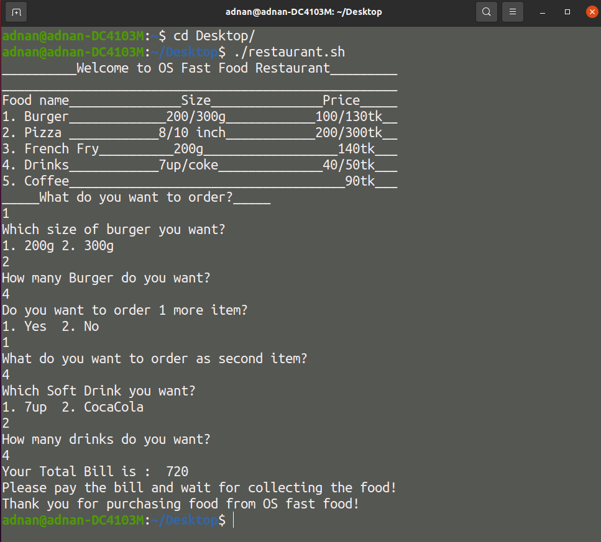 adnan@adnan-DC4103M: ~/Desktop
adnan@adnan-DC4103M:~$ cd Desktop/
adnan@adnan-DC4103M:~/Desktop$ ./restaurant.sh
__________Welcome to OS Fast Food Restaurant_________
_____________________________________________________
Food name_______________Size_______________Price_____
1. Burger_____________200/300g____________100/130tk__
2. Pizza ____________8/10 inch____________200/300tk__
3. French Fry__________200g__________________140tk___
4. Drinks____________7up/coke______________40/50tk___
5. Coffee_____________________________________90tk___
_____What do you want to order?_____
1
Which size of burger you want?
1. 200g 2. 300g
2
How many Burger do you want?
4
Do you want to order 1 more item?
1. Yes  2. No
1
What do you want to order as second item?
4
Which Soft Drink you want?
1. 7up  2. CocaCola
2
How many drinks do you want?
4
Your Total Bill is :  720
Please pay the bill and wait for collecting the food!
Thank you for purchasing food from OS fast food!
adnan@adnan-DC4103M:~/Desktop$